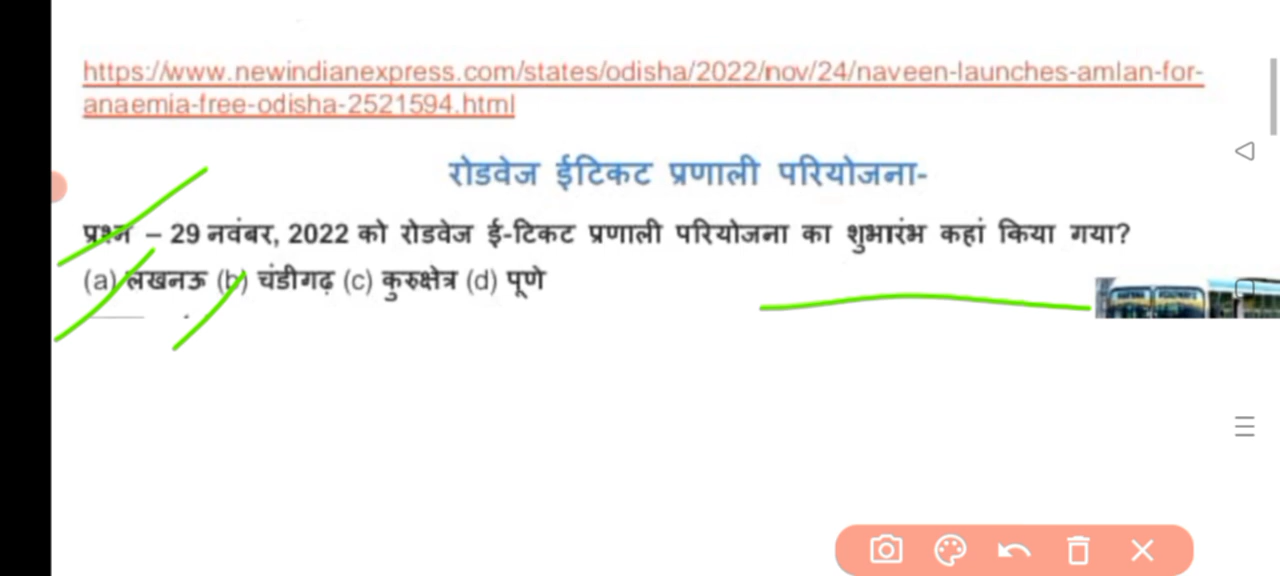 https://www.newindianexpress.com/states/odisha/2022/nov/24/naveen-launches-amlan-for-
anaemia-free-odisha-2521594.html
रोडवेज ईटिकट प्रणाली परियोजना-
प्रश्न – 29 नवंबर, 2022 को रोडवेज ई-टिकट प्रणाली परियोजना का शुभारंभ कहां किया गया?
(a) लखनऊ (b) चंडीगढ़ (c) कुरुक्षेत्र (d) पूणे